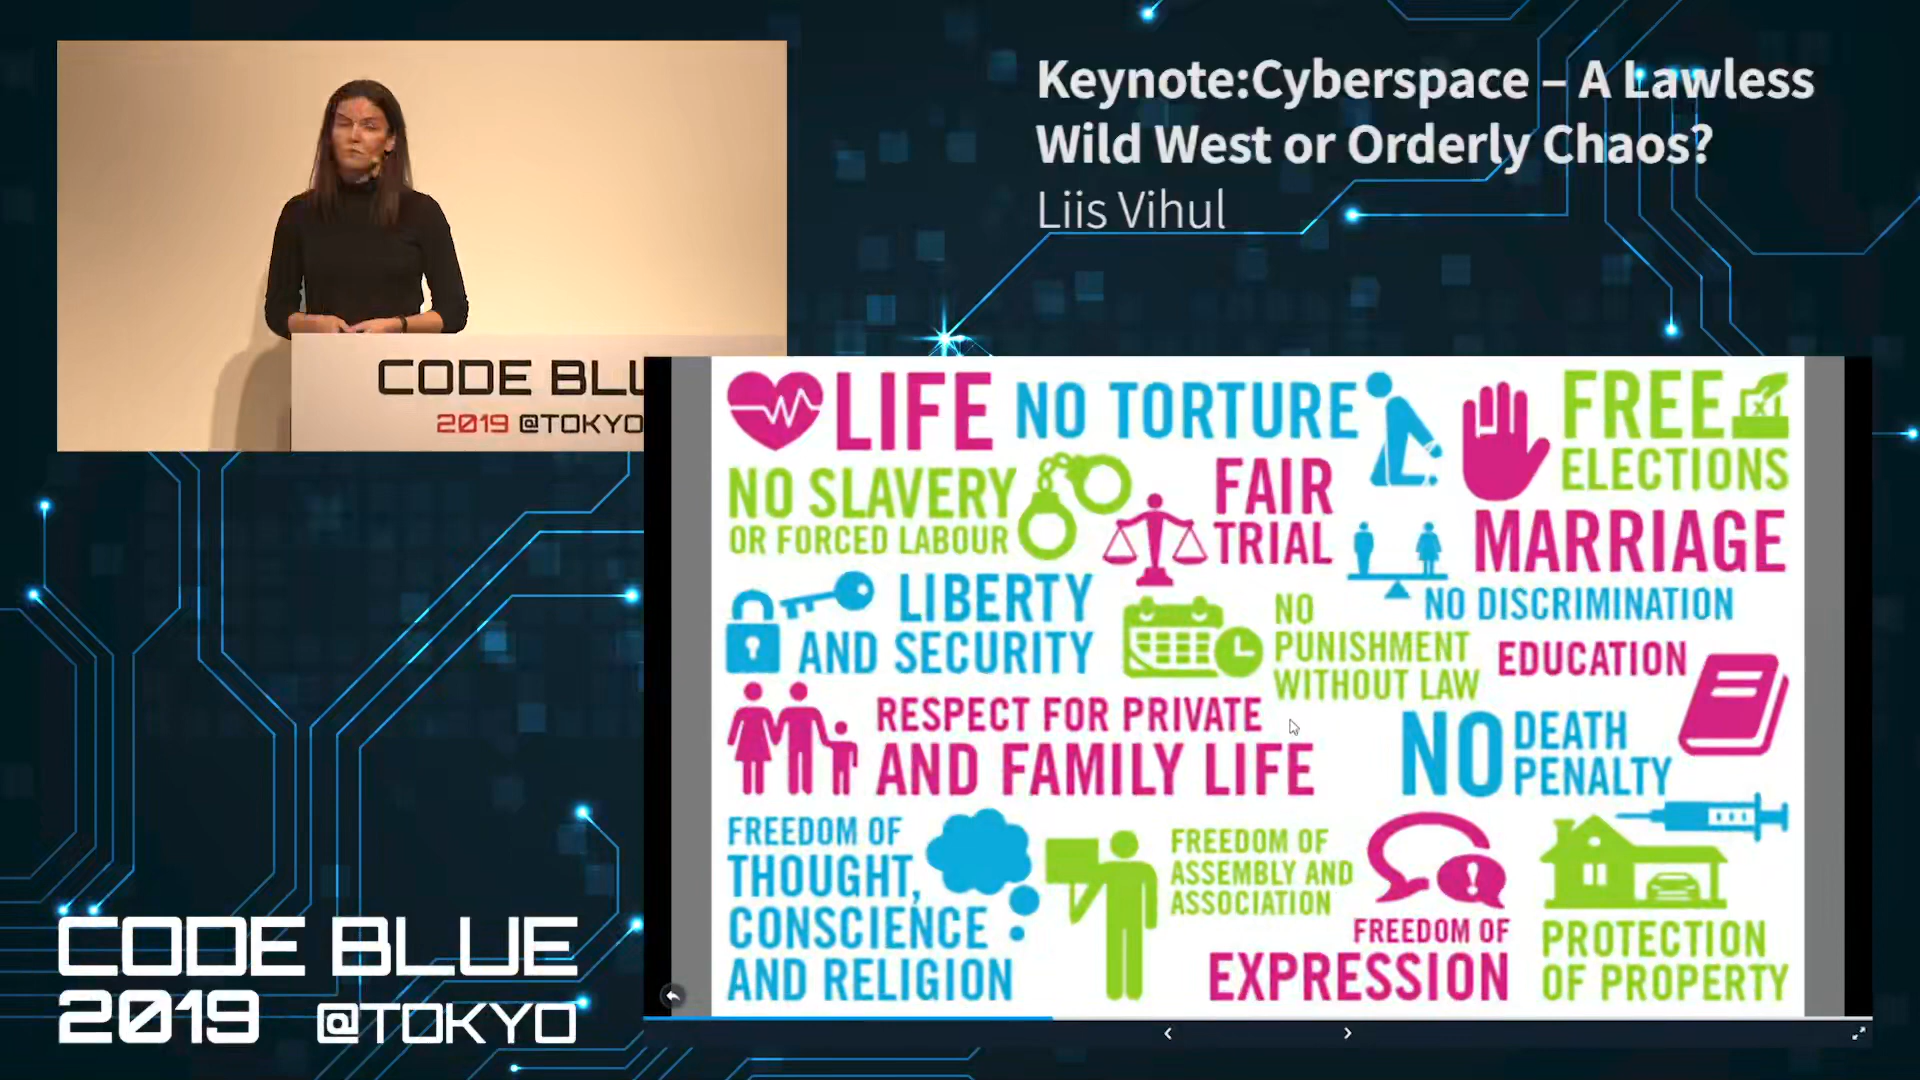 Keynote:Cyberspace – A Lawless
Wild West or Orderly Chaos?
Liis Vihul
CODE BLU
2019 @TOKYO
LIFE
NO TORTURE
FREE
ELECTIONS
NO SLAVERY
OR FORCED LABOUR
FAIR
TRIAL
MARRIAGE
NO DISCRIMINATION
LIBERTY
AND SECURITY
NO
PUNISHMENT
WITHOUT LAW
EDUCATION
RESPECT FOR PRIVATE
AND FAMILY LIFE
NO DEATH
PENALTY
FREEDOM OF
THOUGHT,
CONSCIENCE
AND RELIGION
FREEDOM OF
ASSEMBLY AND
ASSOCIATION
FREEDOM OF
EXPRESSION
PROTECTION
OF PROPERTY
CODE BLUE
2019 @TOKYO